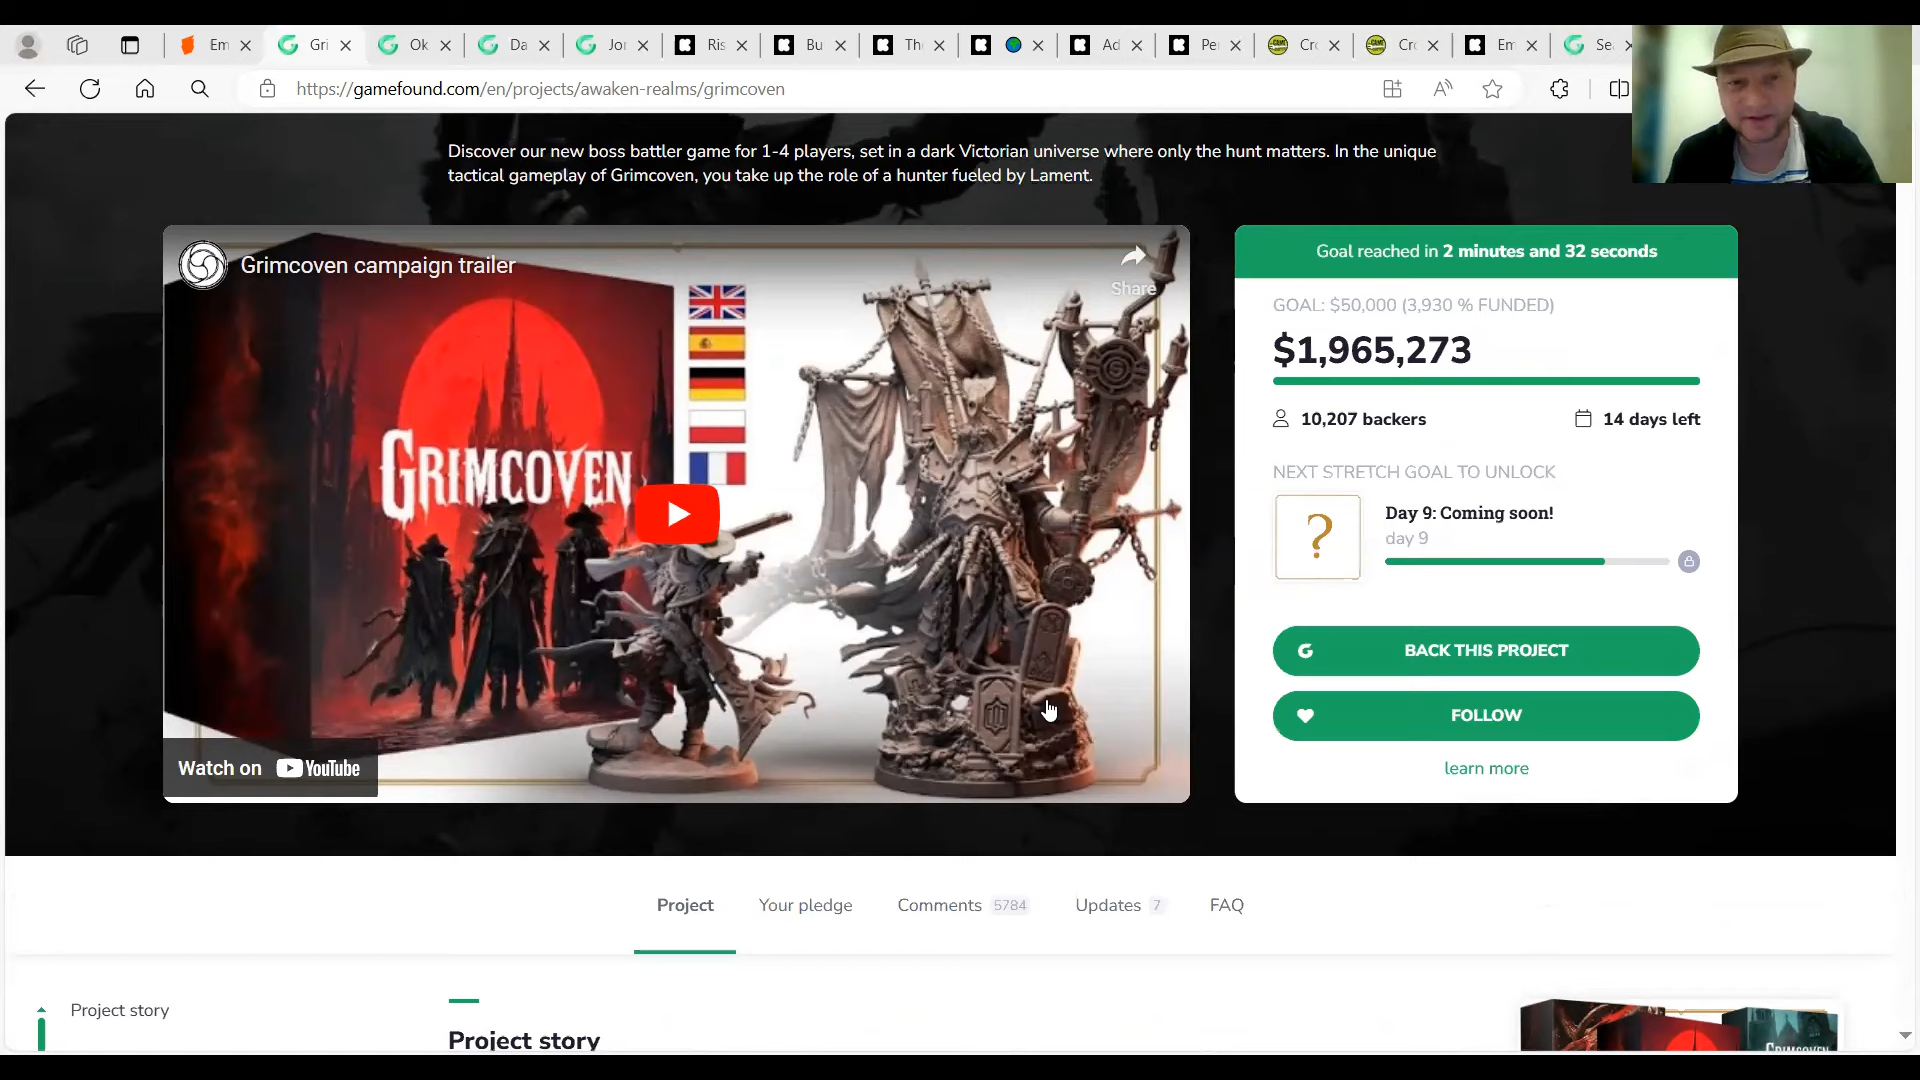 Em
Gri
Ok
Da
Jor
Ris
Bu
Th
Ad
Per
Cro
Cro
Em
Se
https://gamefound.com/en/projects/awaken-realms/grimcoven
Discover our new boss battler game for 1-4 players, set in a dark Victorian universe where only the hunt matters. In the unique
tactical gameplay of Grimcoven, you take up the role of a hunter fueled by Lament.
Grimcoven campaign trailer
Share
GRIMCOVEN
Watch on YouTube
Goal reached in 2 minutes and 32 seconds
GOAL: $50,000 (3,930 % FUNDED)
$1,965,273
10,207 backers
14 days left
NEXT STRETCH GOAL TO UNLOCK
?
Day 9: Coming soon!
day 9
BACK THIS PROJECT
FOLLOW
learn more
Project
Your pledge
Comments 5784
Updates 7
FAQ
Project story
Project story
GRIMCOVEN